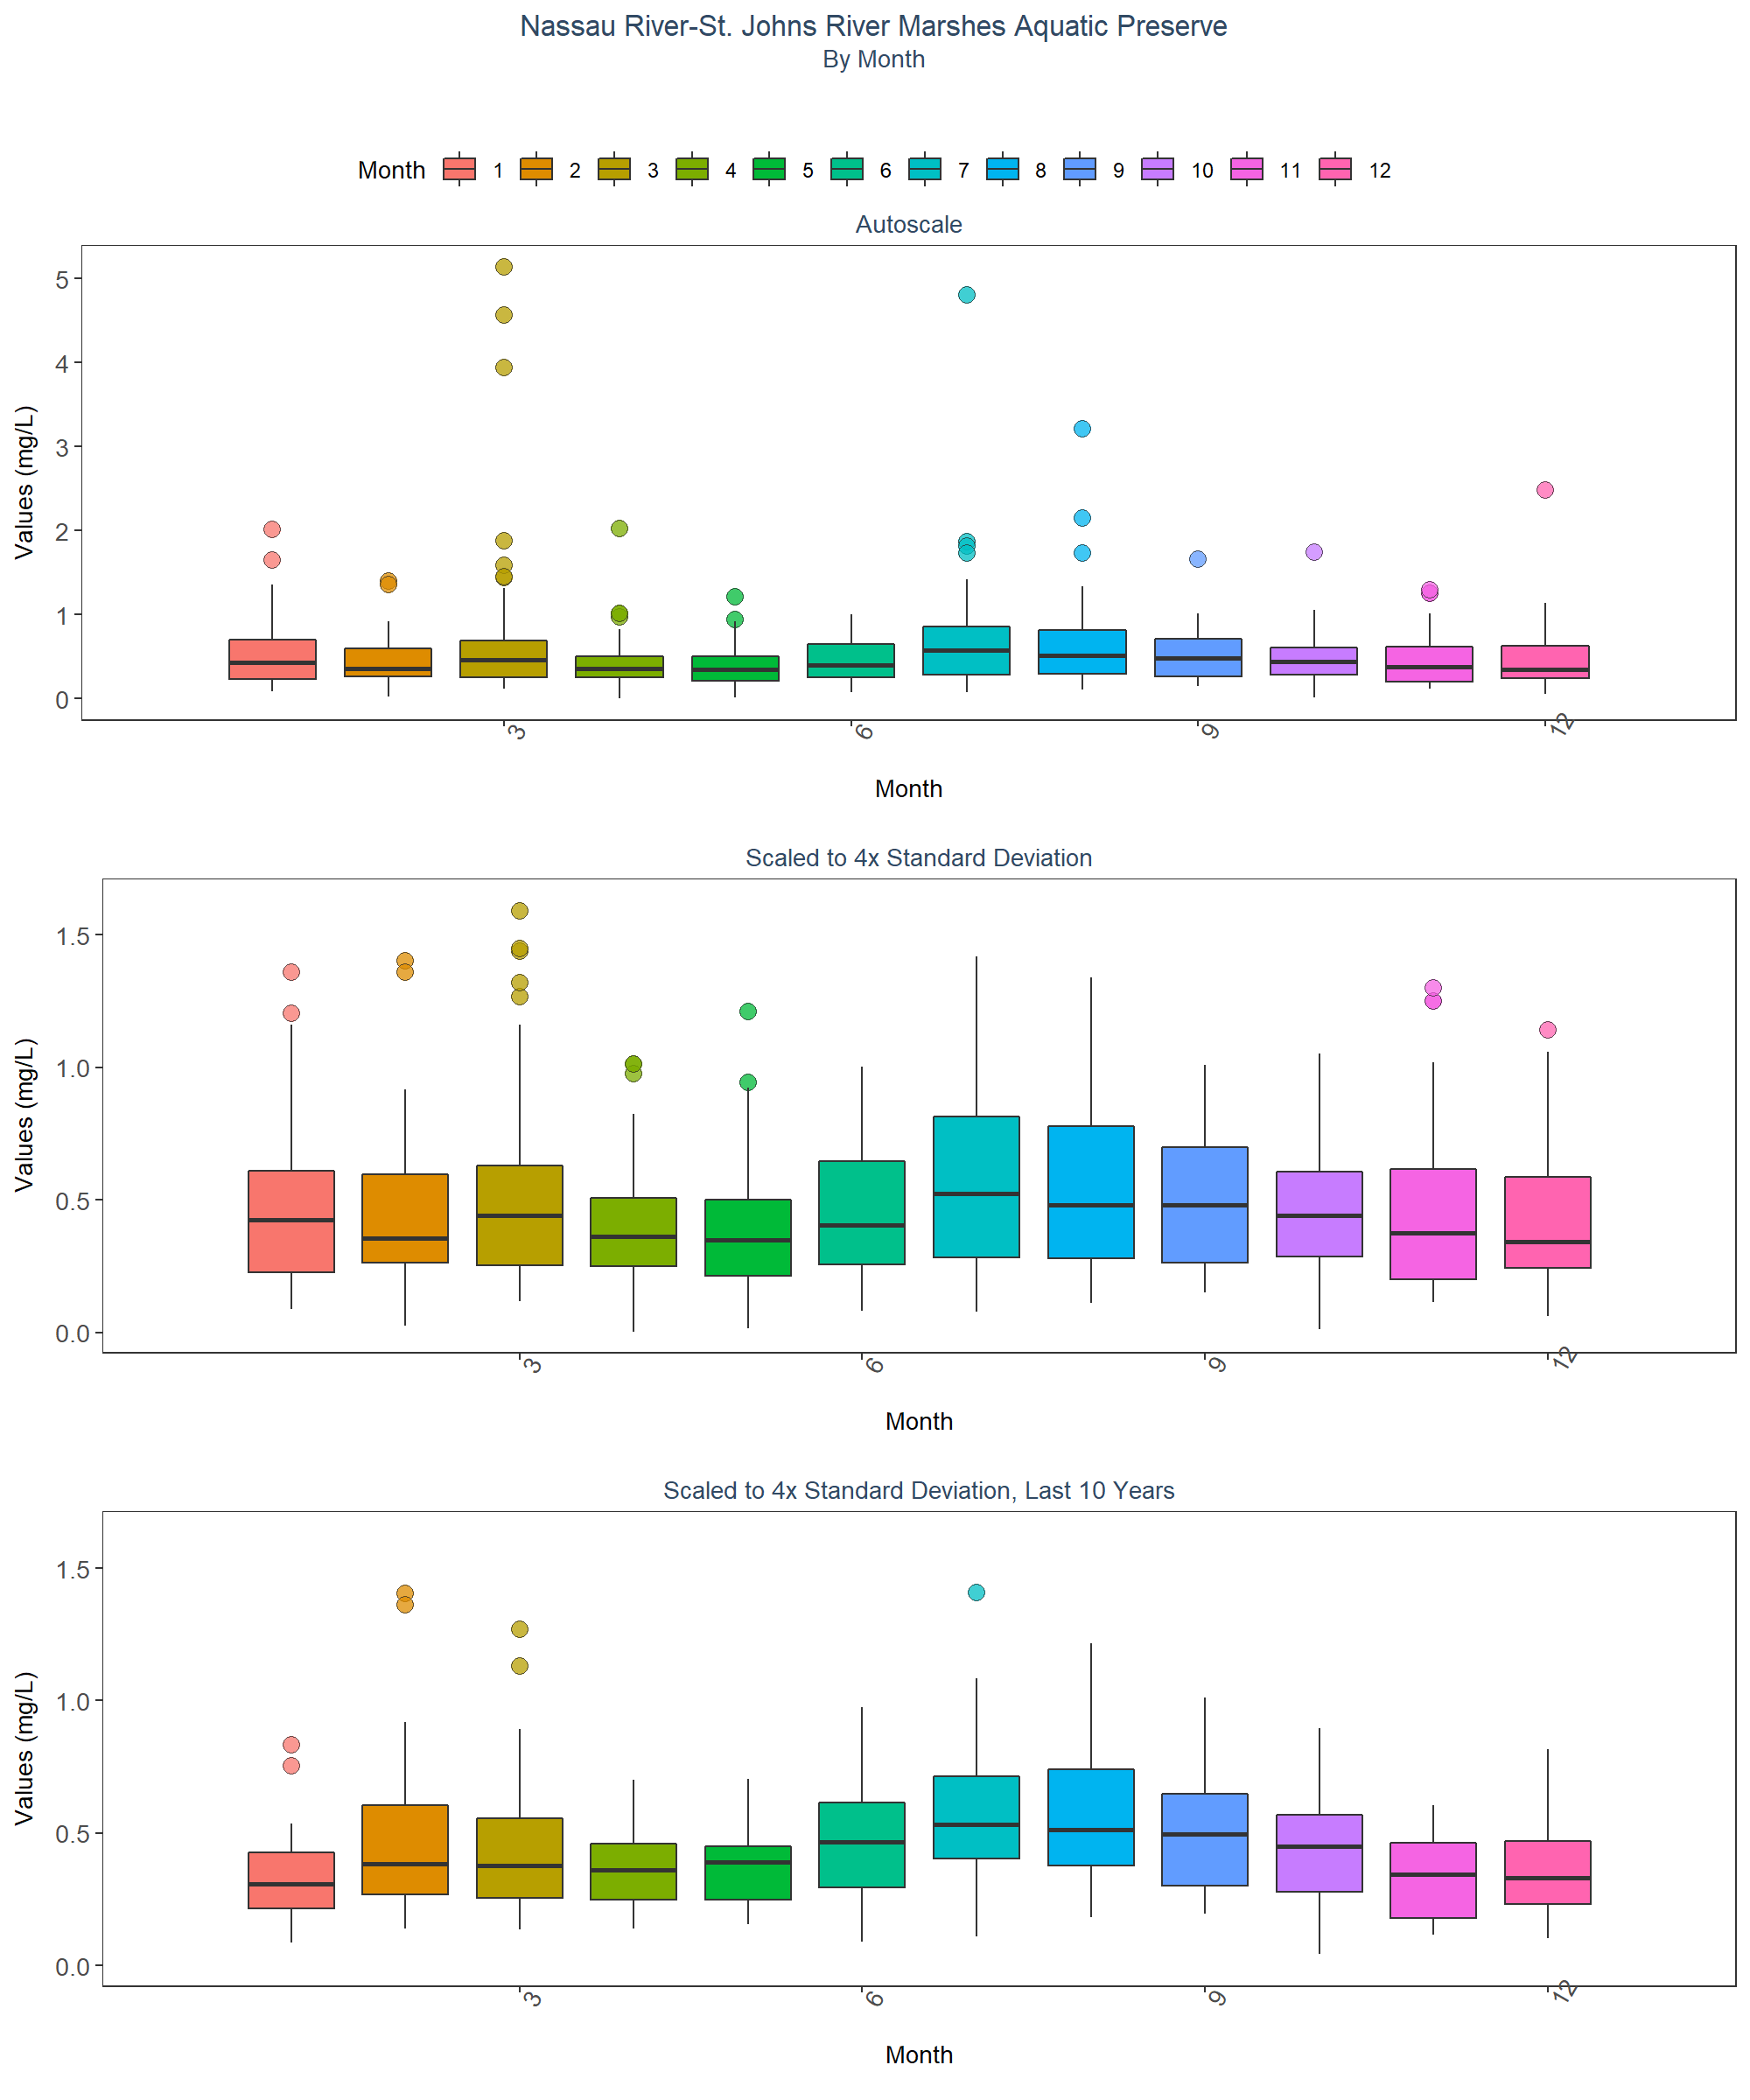 Nassau River-St. Johns River Marshes Aquatic Preserve
By Month
Month 1 2 3 4 5 6 7 8 9 10 11 12
Autoscale
Values (mg/L)
5
4
3
2
1
0
3 6 9 12
Month
Scaled to 4x Standard Deviation
Values (mg/L)
1.5
1.0
0.5
0.0
3 6 9 12
Month
Scaled to 4x Standard Deviation, Last 10 Years
Values (mg/L)
1.5
1.0
0.5
0.0
3 6 9 12
Month